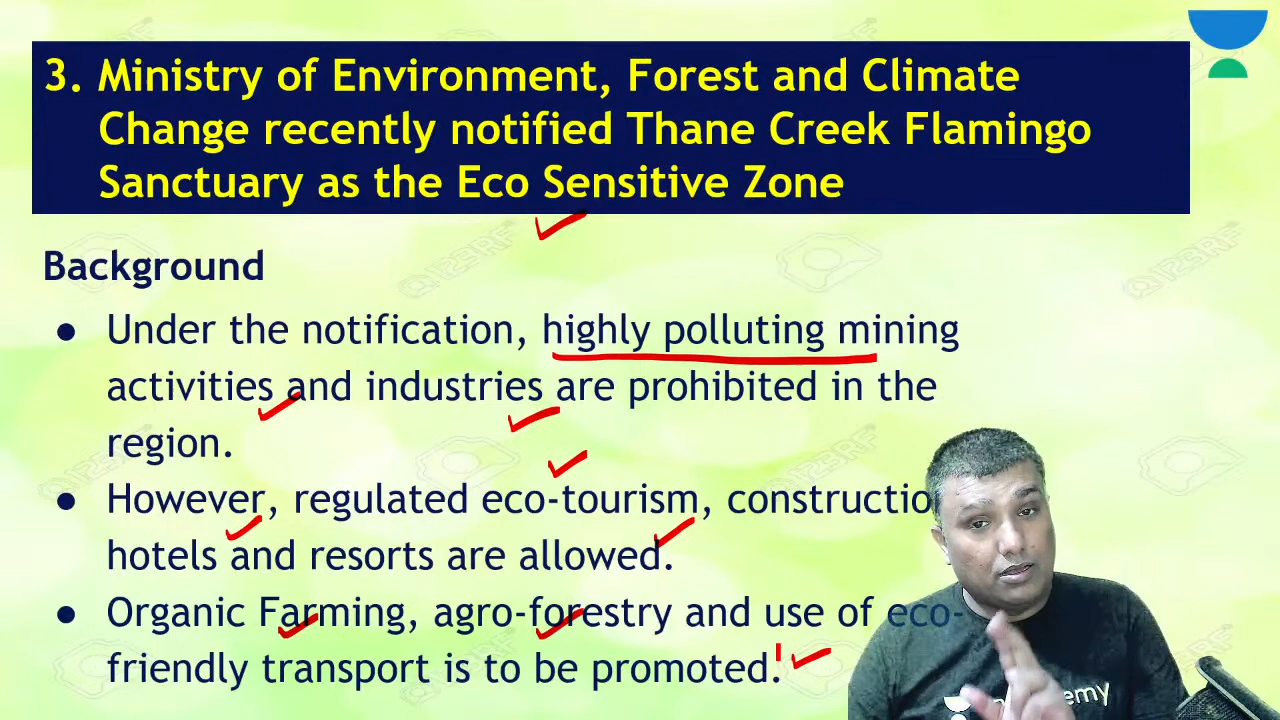 3. Ministry of Environment, Forest and Climate
Change recently notified Thane Creek Flamingo
Sanctuary as the Eco Sensitive Zone
Background
● Under the notification, highly polluting mining
activities and industries are prohibited in the
region.
● However, regulated eco-tourism, constructio
hotels and resorts are allowed.
● Organic Farming, agro-forestry and use of eco-
friendly transport is to be promoted.